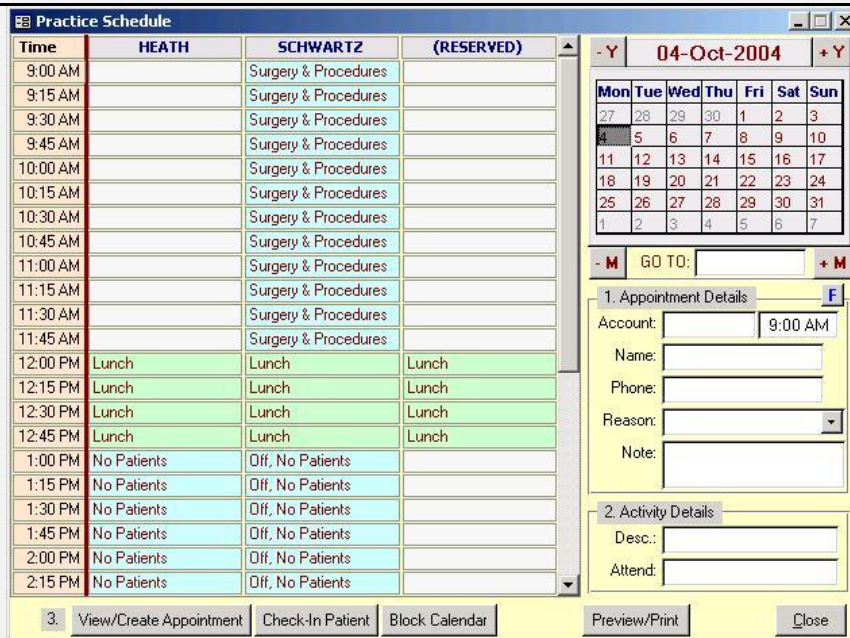 Practice Schedule
Time HEATH SCHWARTZ (RESERVED)
9:00 AM Surgery & Procedures
9:15 AM Surgery & Procedures
9:30 AM Surgery & Procedures
9:45 AM Surgery & Procedures
10:00 AM Surgery & Procedures
10:15 AM Surgery & Procedures
10:30 AM Surgery & Procedures
10:45 AM Surgery & Procedures
11:00 AM Surgery & Procedures
11:15 AM Surgery & Procedures
11:30 AM Surgery & Procedures
11:45 AM Surgery & Procedures
12:00 PM Lunch Lunch Lunch
12:15 PM Lunch Lunch Lunch
12:30 PM Lunch Lunch Lunch
12:45 PM Lunch Lunch Lunch
1:00 PM No Patients Off, No Patients
1:15 PM No Patients Off, No Patients
1:30 PM No Patients Off, No Patients
1:45 PM No Patients Off, No Patients
2:00 PM No Patients Off, No Patients
2:15 PM No Patients Off, No Patients
- Y 04-Oct-2004 + Y
Mon Tue Wed Thu Fri Sat Sun
27 28 29 30 1 2 3
4 5 6 7 8 9 10
11 12 13 14 15 16 17
18 19 20 21 22 23 24
25 26 27 28 29 30 31
1 2 3 4 5 6 7
- M GO TO: + M
1. Appointment Details F
Account: 9:00 AM
Name:
Phone:
Reason:
Note:
2. Activity Details
Desc.:
Attend:
3. View/Create Appointment Check-In Patient Block Calendar Preview/Print Close